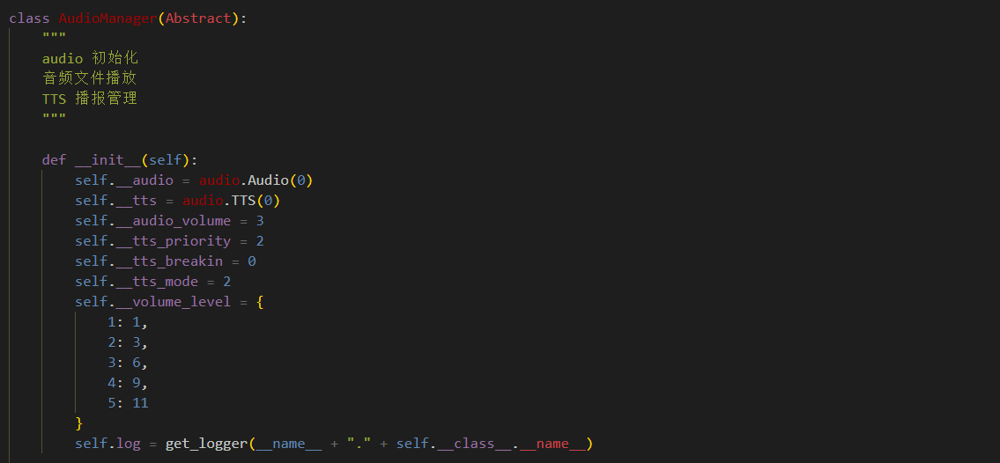 class AudioManager(Abstract):
    """
    audio 初始化
    音频文件播放
    TTS 播报管理
    """

    def __init__(self):
        self.__audio = audio.Audio(0)
        self.__tts = audio.TTS(0)
        self.__audio_volume = 3
        self.__tts_priority = 2
        self.__tts_breakin = 0
        self.__tts_mode = 2
        self.__volume_level = {
            1: 1,
            2: 3,
            3: 6,
            4: 9,
            5: 11
        }
        self.log = get_logger(__name__ + "." + self.__class__.__name__)